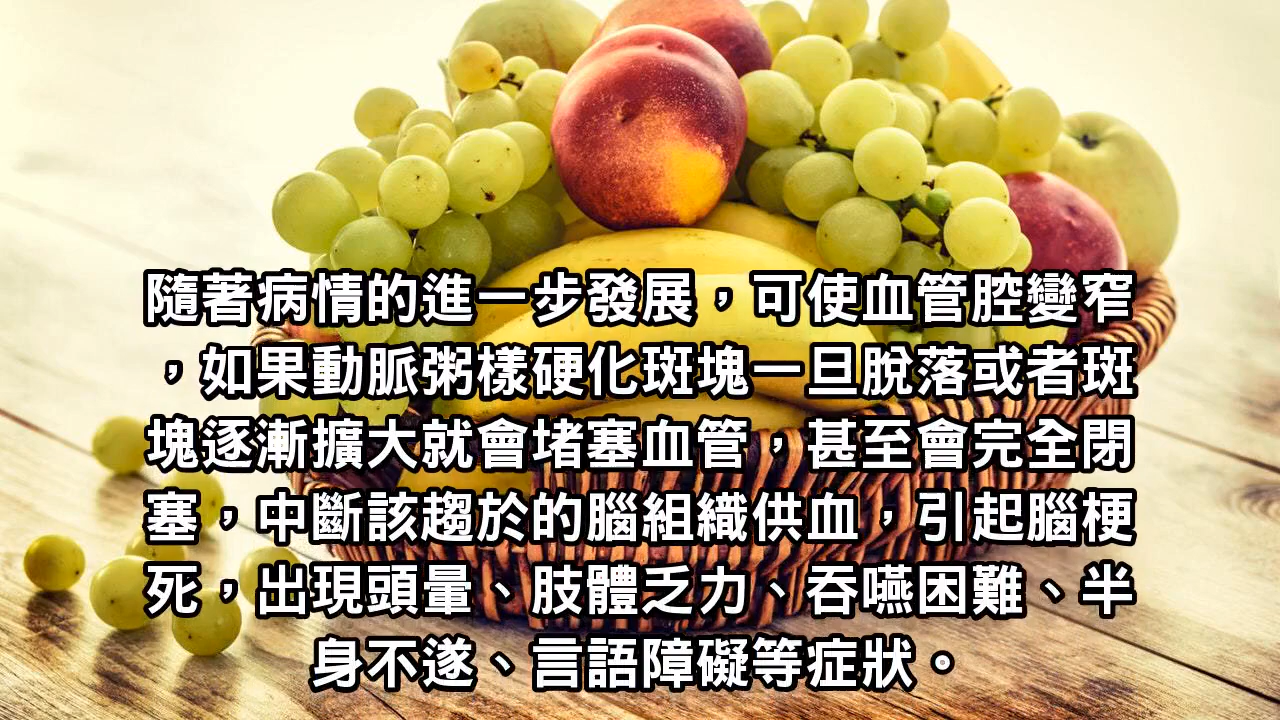 隨著病情的進一步發展，可使血管腔變窄
，如果動脈粥樣硬化斑塊一旦脫落或者斑
塊逐漸擴大就會堵塞血管，甚至會完全閉
塞，中斷該趨於的腦組織供血，引起腦梗
死，出現頭暈、肢體乏力、吞嚥困難、半
身不遂、言語障礙等症狀。